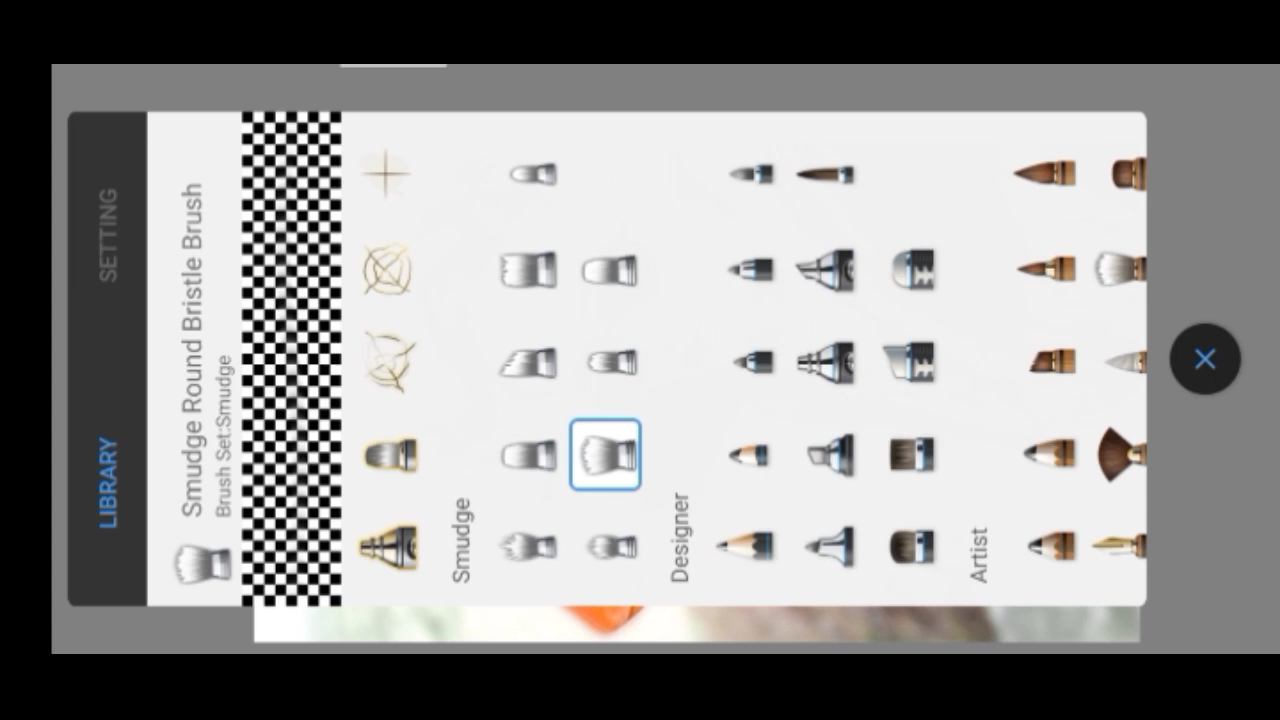 LIBRARY SETTING
Smudge Round Bristle Brush
Brush Set:Smudge
Smudge
Designer
Artist